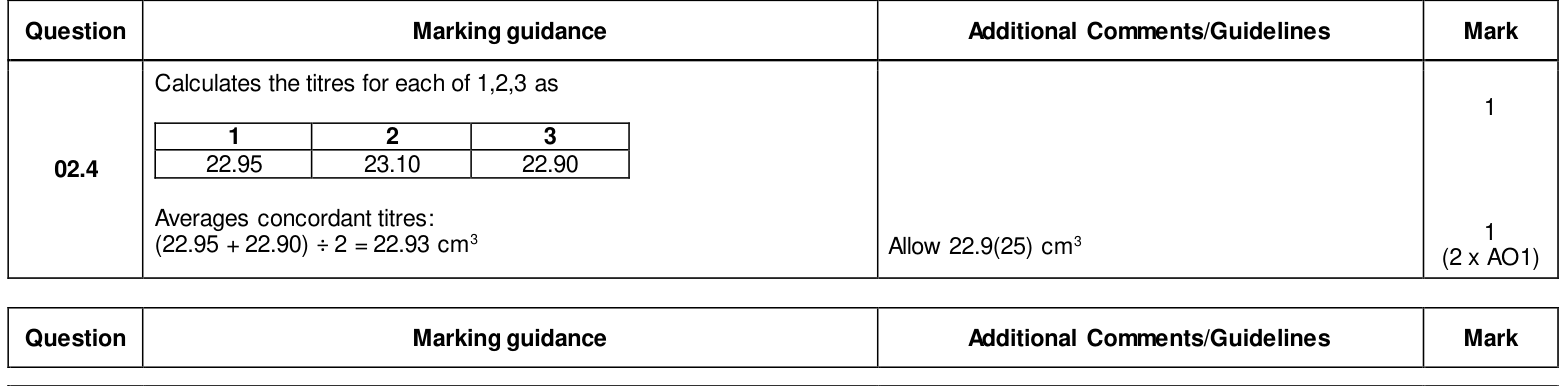 Question Marking guidance Additional Comments/Guidelines Mark
Calculates the titres for each of 1,2,3 as
1
1 2 3
22.95 23.10 22.90
02.4
Averages concordant titres:
(22.95 + 22.90) ÷ 2 = 22.93 cm³
Allow 22.9(25) cm³
1
(2 x AO1)
Question Marking guidance Additional Comments/Guidelines Mark